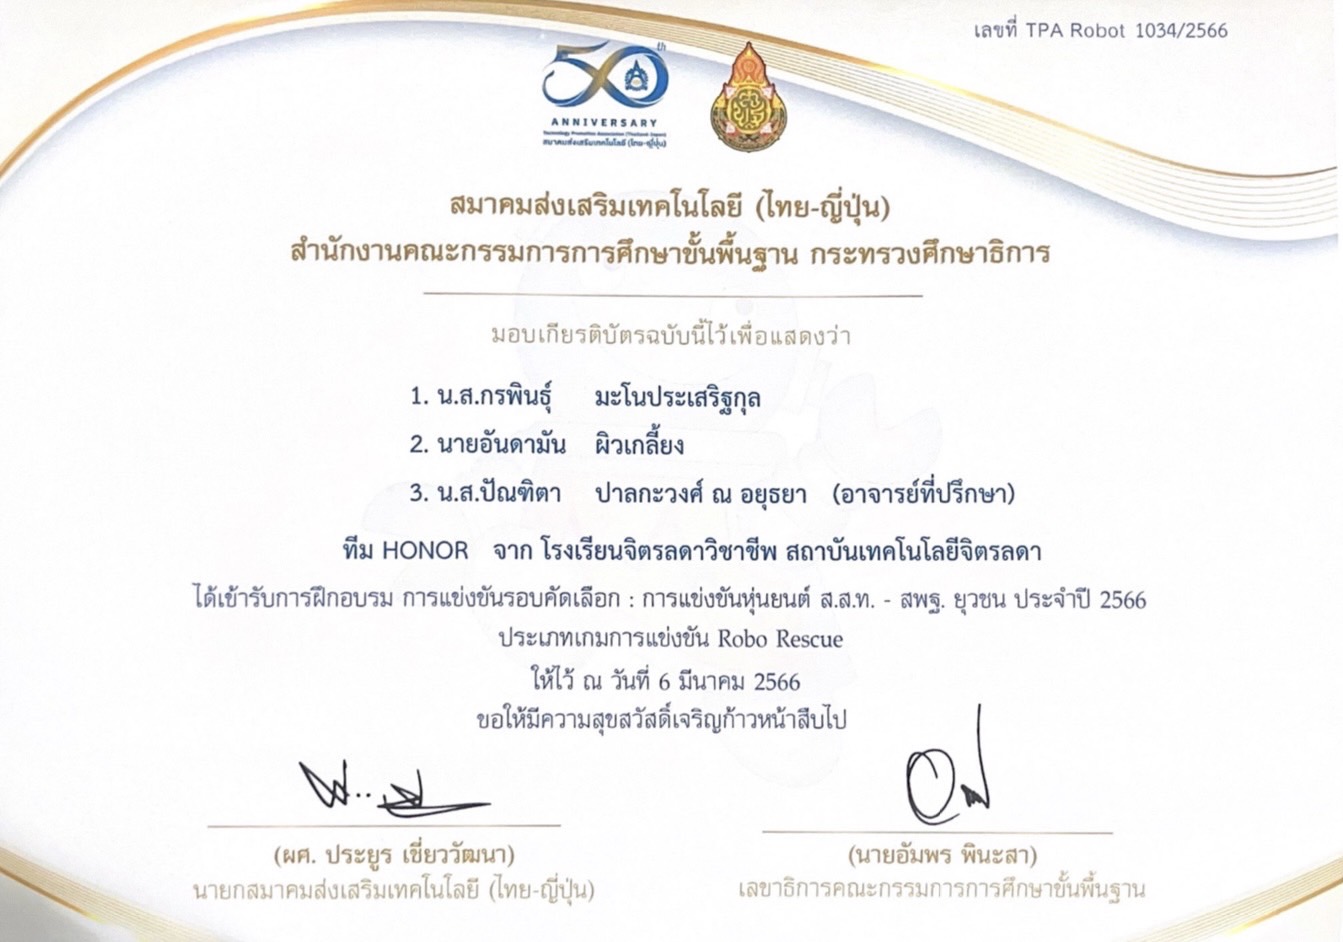 เลขที่ TPA Robot 1034/2566
50th
ANNIVERSARY
Technology Promotion Association (Thailand-Japan)
สมาคมส่งเสริมเทคโนโลยี (ไทย-ญี่ปุ่น)
สมาคมส่งเสริมเทคโนโลยี (ไทย-ญี่ปุ่น)
สำนักงานคณะกรรมการการศึกษาขั้นพื้นฐาน กระทรวงศึกษาธิการ
มอบเกียรติบัตรฉบับนี้ไว้เพื่อแสดงว่า
1. น.ส.กรพินธุ์ มะโนประเสริฐกุล
2. นายอันดามัน ผิวเกลี้ยง
3. น.ส.ปัณฑิตา ปาลกะวงศ์ ณ อยุธยา (อาจารย์ที่ปรึกษา)
ทีม HONOR จาก โรงเรียนจิตรลดาวิชาชีพ สถาบันเทคโนโลยีจิตรลดา
ได้เข้ารับการฝึกอบรม การแข่งขันรอบคัดเลือก : การแข่งขันหุ่นยนต์ ส.ส.ท. - สพฐ. ยุวชน ประจำปี 2566
ประเภทเกมการแข่งขัน Robo Rescue
ให้ไว้ ณ วันที่ 6 มีนาคม 2566
ขอให้มีความสุขสวัสดิ์เจริญก้าวหน้าสืบไป
(ผศ. ประยูร เชี่ยววัฒนา)
นายกสมาคมส่งเสริมเทคโนโลยี (ไทย-ญี่ปุ่น)
(นายอัมพร พินะสา)
เลขาธิการคณะกรรมการการศึกษาขั้นพื้นฐาน